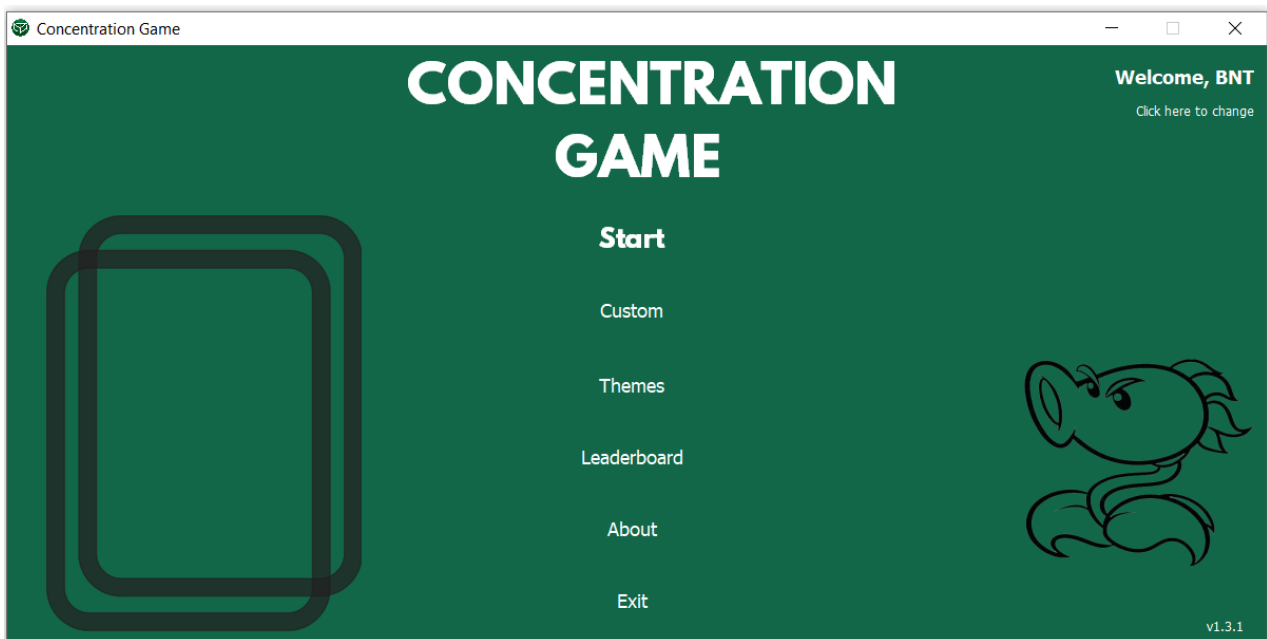 Concentration Game
CONCENTRATION
GAME
Welcome, BNT
Click here to change
Start
Custom
Themes
Leaderboard
About
Exit
v1.3.1